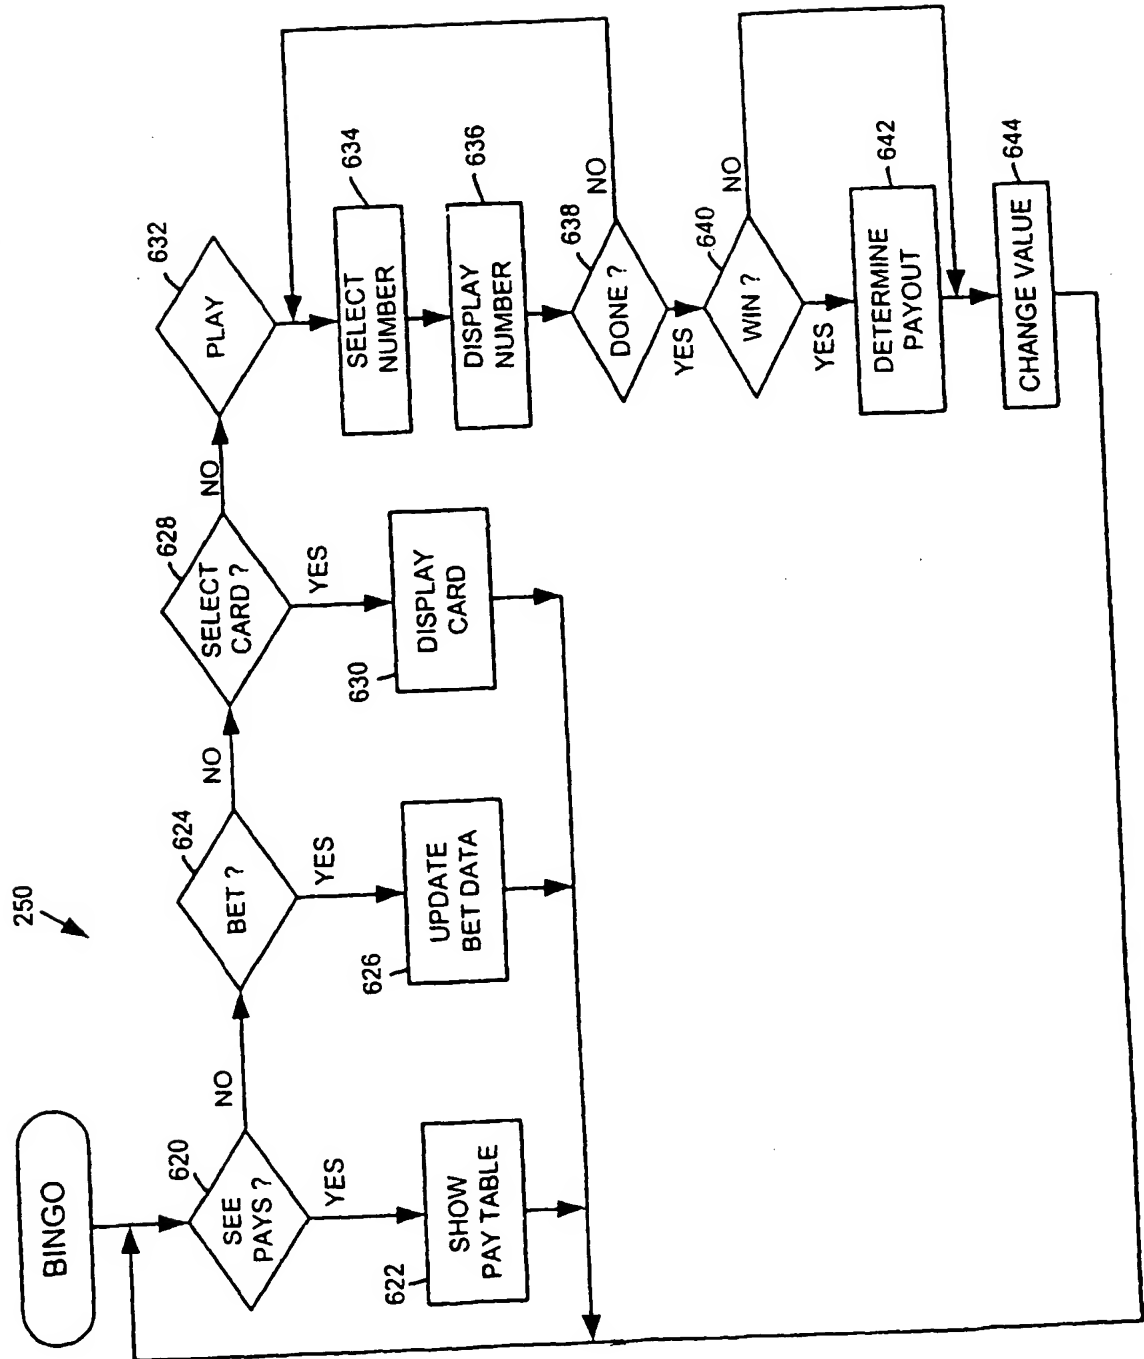 250
BINGO
620
SEE
PAYS ?
NO
YES
622
SHOW
PAY TABLE
624
BET ?
NO
YES
626
UPDATE
BET DATA
628
SELECT
CARD ?
NO
YES
630
DISPLAY
CARD
632
PLAY
634
SELECT
NUMBER
636
DISPLAY
NUMBER
638
DONE ?
NO
YES
640
WIN ?
NO
YES
642
DETERMINE
PAYOUT
644
CHANGE VALUE